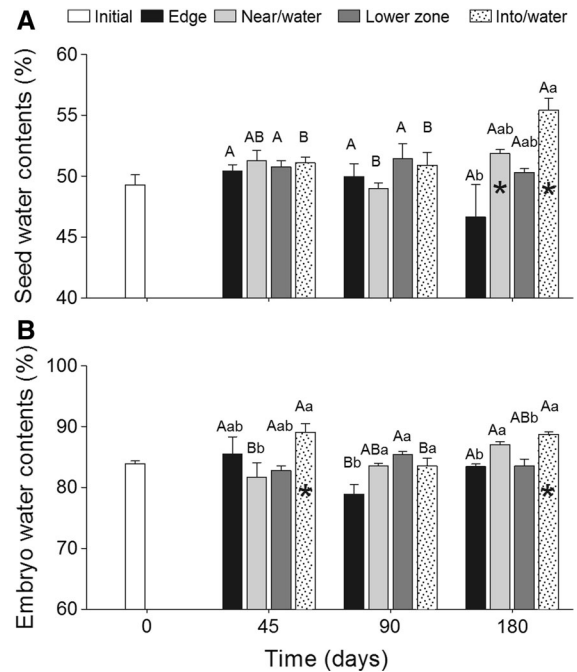 A
Initial Edge Near/water Lower zone Into/water
Seed water contents (%)
60
55
50
45
40
A AB A B
A B A B
Ab Aab Aab Aa
* *
B
Embryo water contents (%)
100
90
80
70
60
Aab Bb Aab Aa
Bb ABa Aa Ba
Ab Aa ABb Aa
* *
0 45 90 180
Time (days)